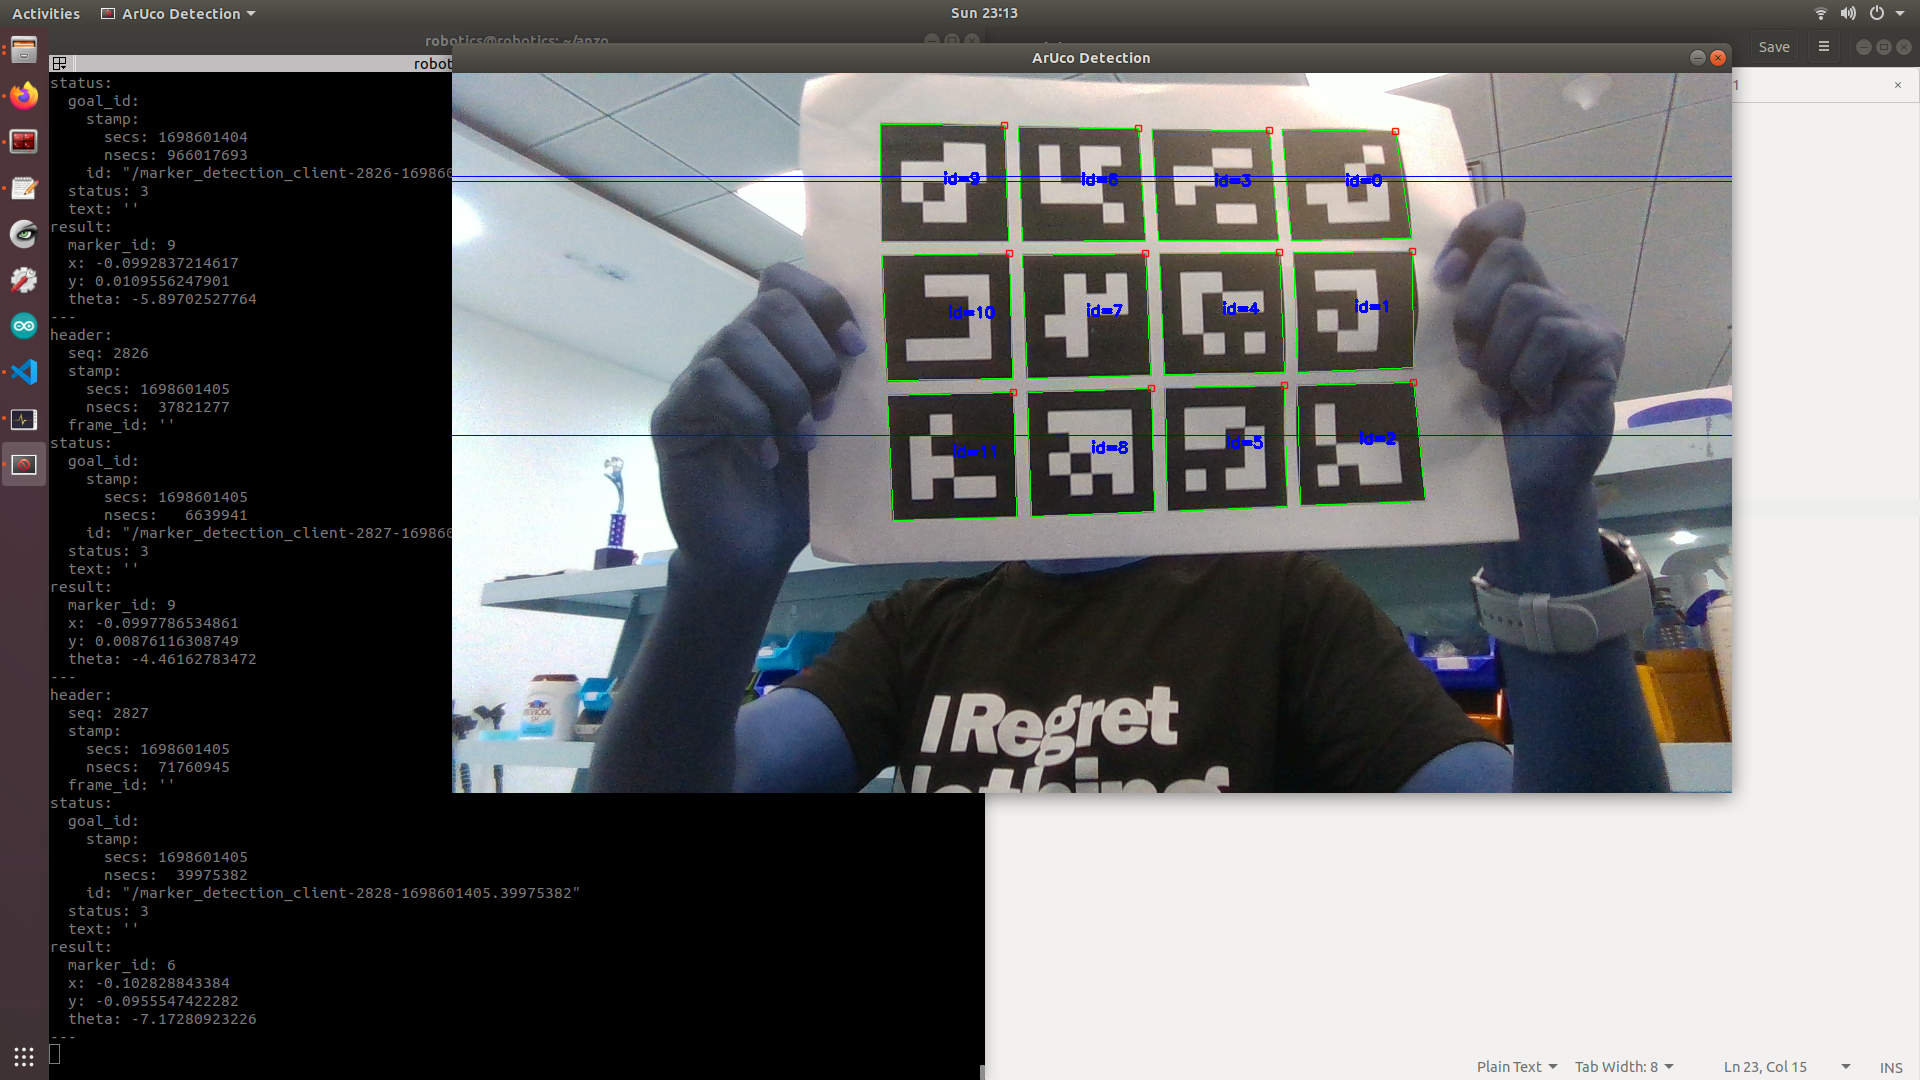 Activities
ArUco Detection
Sun 23:13
robotics@robotics: ~/anzo
robot
ArUco Detection
Save
1
status:
goal_id:
stamp:
secs: 1698601404
nsecs: 966017693
id: "/marker_detection_client-2826-169860
status: 3
text: ''
result:
marker_id: 9
x: -0.0992837214617
y: 0.0109556247901
theta: -5.89702527764
---
header:
seq: 2826
stamp:
secs: 1698601405
nsecs:  37821277
frame_id: ''
status:
goal_id:
stamp:
secs: 1698601405
nsecs:   6639941
id: "/marker_detection_client-2827-169860
status: 3
text: ''
result:
marker_id: 9
x: -0.0997786534861
y: 0.00876116308749
theta: -4.46162783472
---
header:
seq: 2827
stamp:
secs: 1698601405
nsecs:  71760945
frame_id: ''
status:
goal_id:
stamp:
secs: 1698601405
nsecs:  39975382
id: "/marker_detection_client-2828-1698601405.39975382"
status: 3
text: ''
result:
marker_id: 6
x: -0.102828843384
y: -0.0955547422282
theta: -7.17280923226
---
id=9 id=6 id=3 id=0
id=10 id=7 id=4 id=1
id=11 id=8 id=5 id=2
I Regret
FEVICOL
SH
Plain Text
Tab Width: 8
Ln 23, Col 15
INS